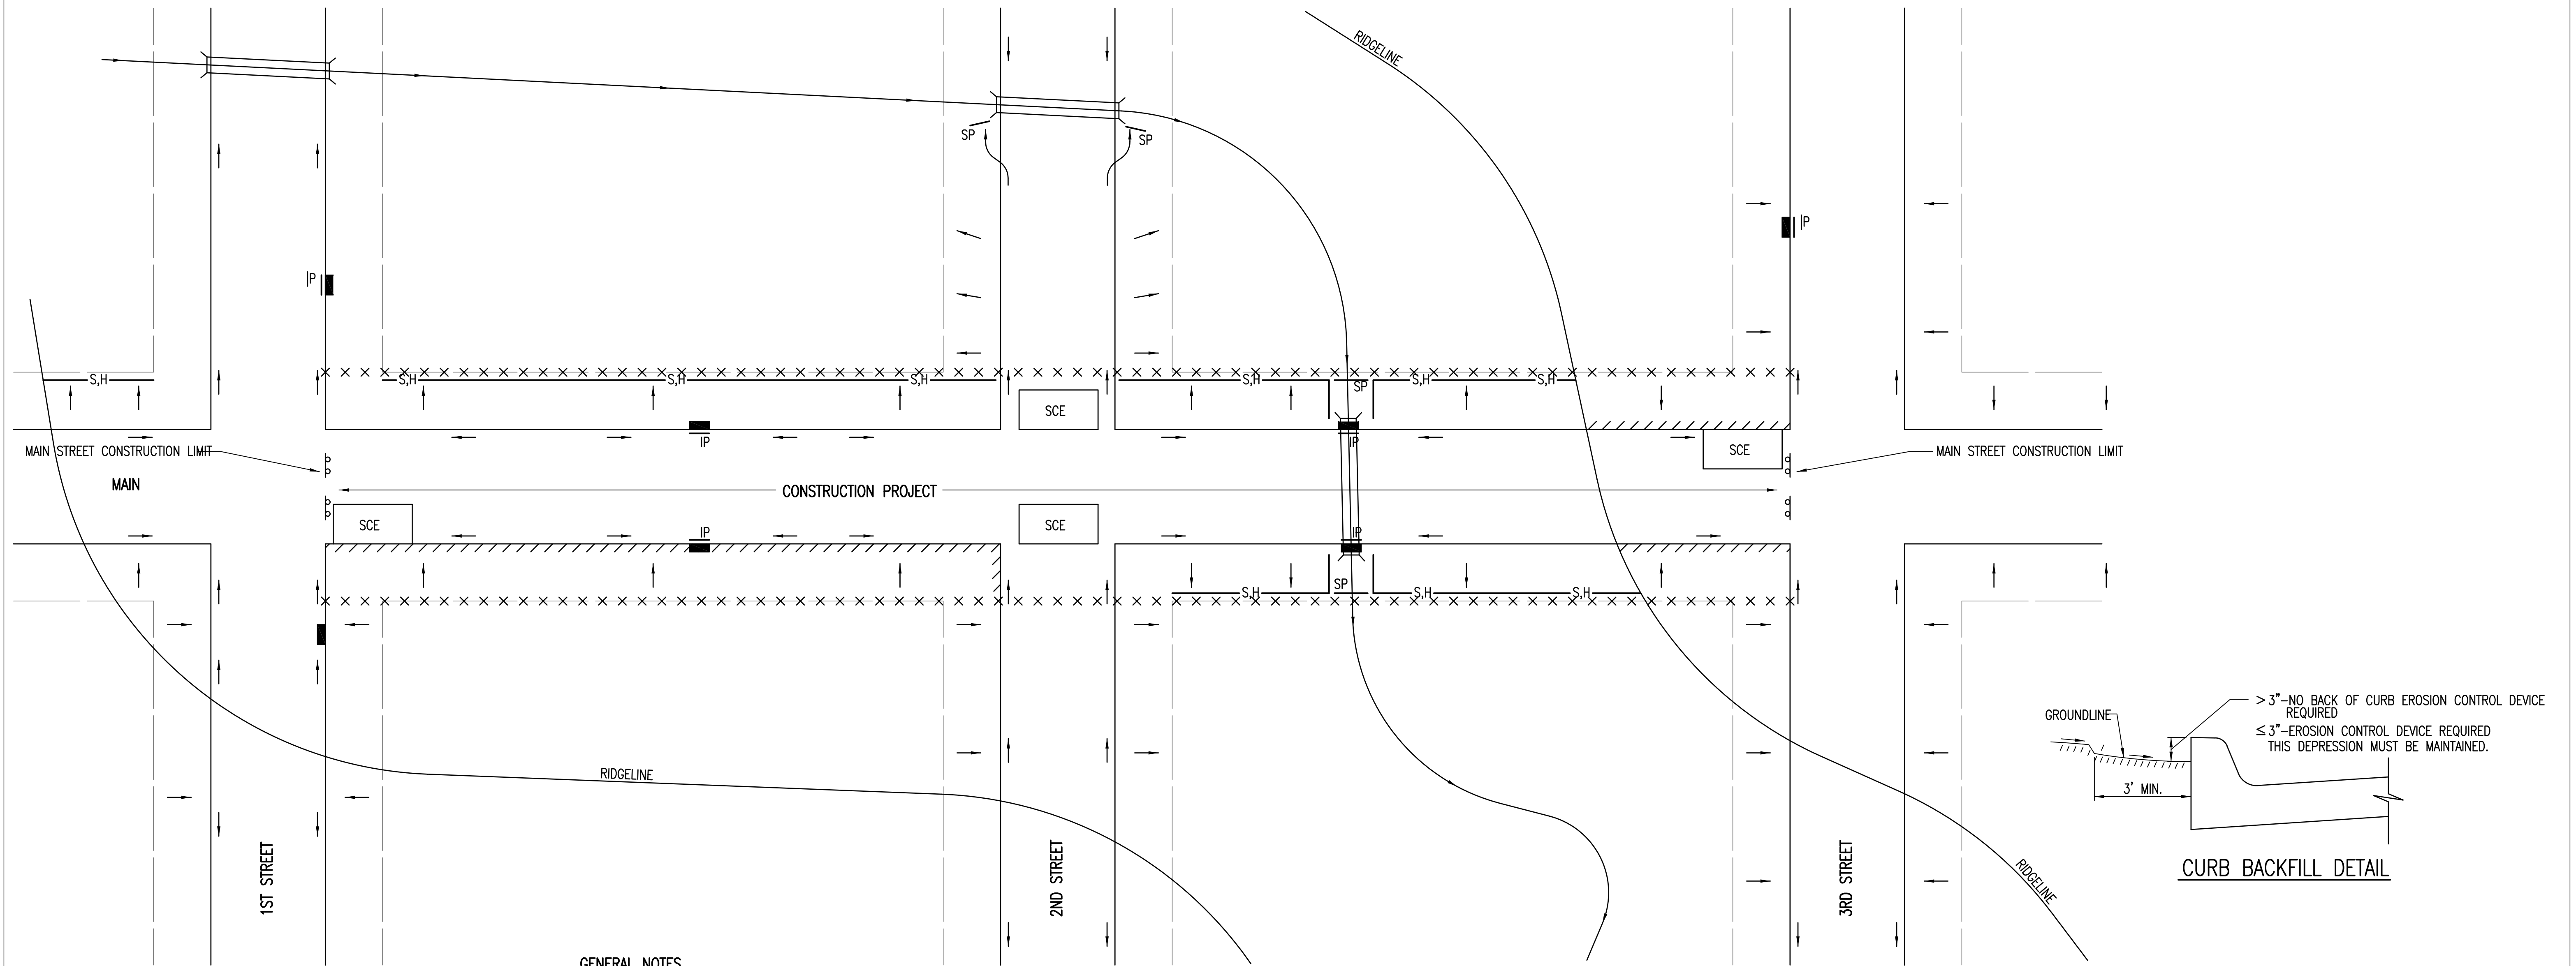 RIDGELINE
SP
SP
IP
IP
S,H
S,H
S,H
S,H
S,H
SP
S,H
S,H
SCE
IP
IP
SCE
MAIN STREET CONSTRUCTION LIMIT
MAIN STREET CONSTRUCTION LIMIT
MAIN
CONSTRUCTION PROJECT
SCE
SCE
IP
IP
SP
S,H
S,H
S,H
RIDGELINE
GROUNDLINE
> 3"-NO BACK OF CURB EROSION CONTROL DEVICE
REQUIRED
≤ 3"-EROSION CONTROL DEVICE REQUIRED
THIS DEPRESSION MUST BE MAINTAINED.
3' MIN.
1ST STREET
2ND STREET
3RD STREET
RIDGELINE
CURB BACKFILL DETAIL
GENERAL NOTES